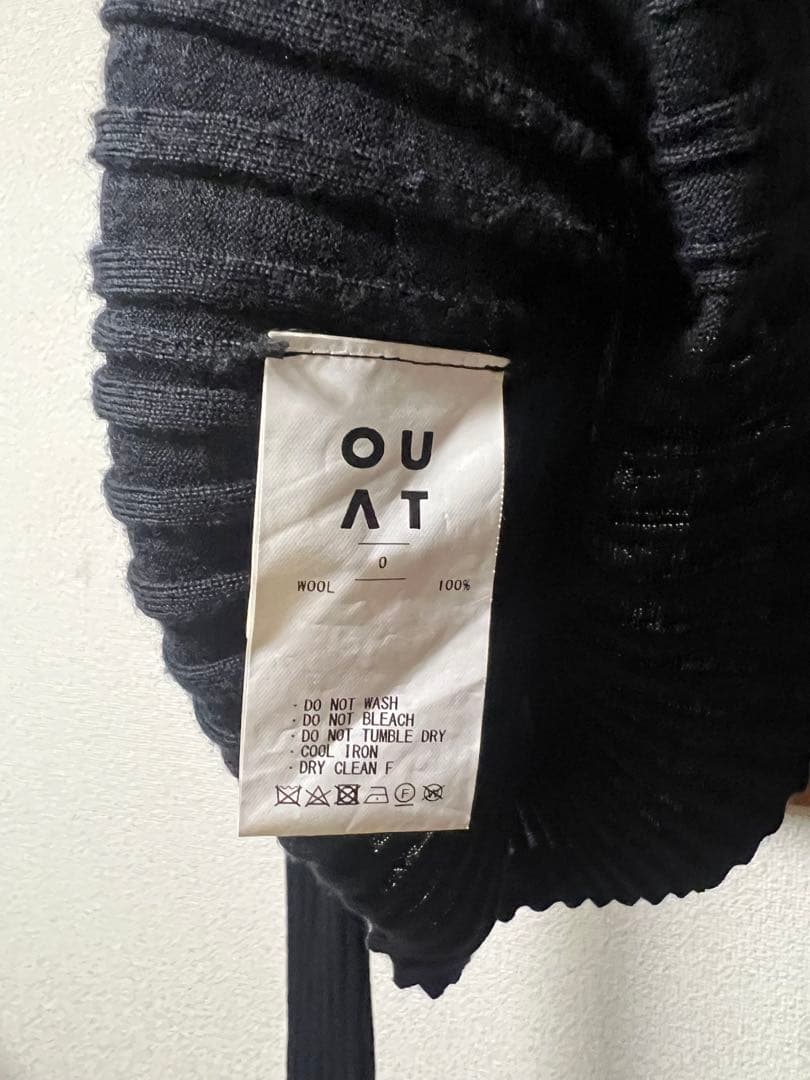 OU
ΛT
0
WOOL 100%
· DO NOT WASH
· DO NOT BLEACH
· DO NOT TUMBLE DRY
· COOL IRON
· DRY CLEAN F
F W